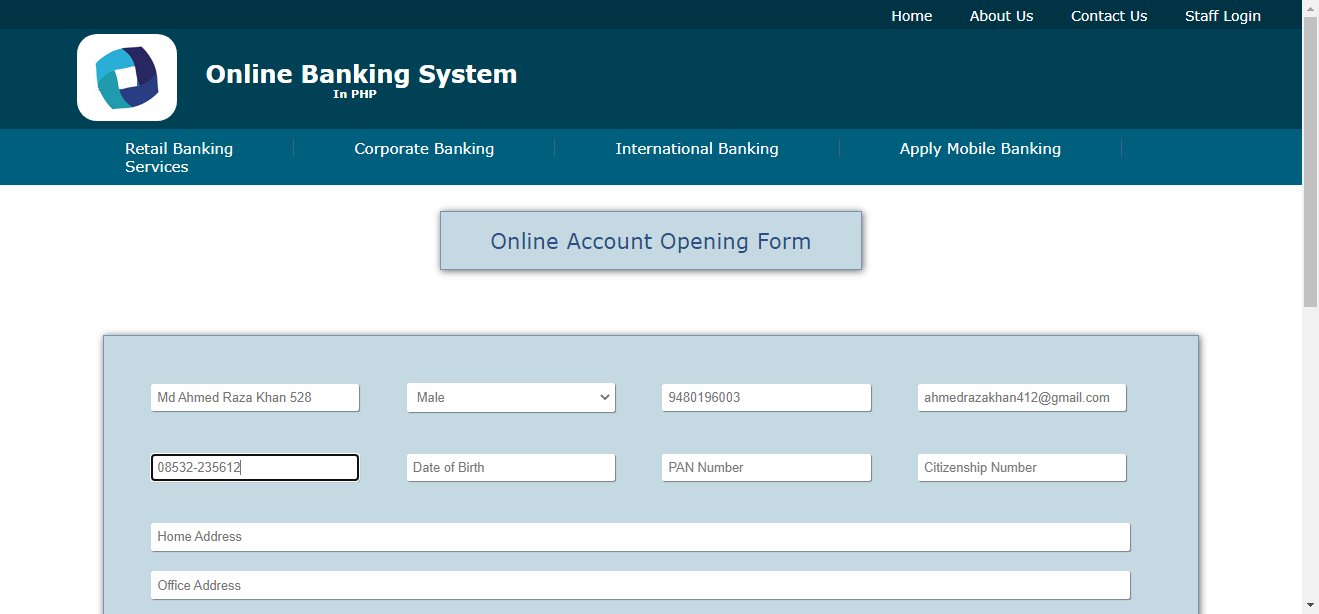 Home About Us Contact Us Staff Login
Online Banking System
In PHP
Retail Banking Services Corporate Banking International Banking Apply Mobile Banking
Online Account Opening Form
Md Ahmed Raza Khan 528 Male 9480196003 ahmedrazakhan412@gmail.com
08532-235612 Date of Birth PAN Number Citizenship Number
Home Address
Office Address